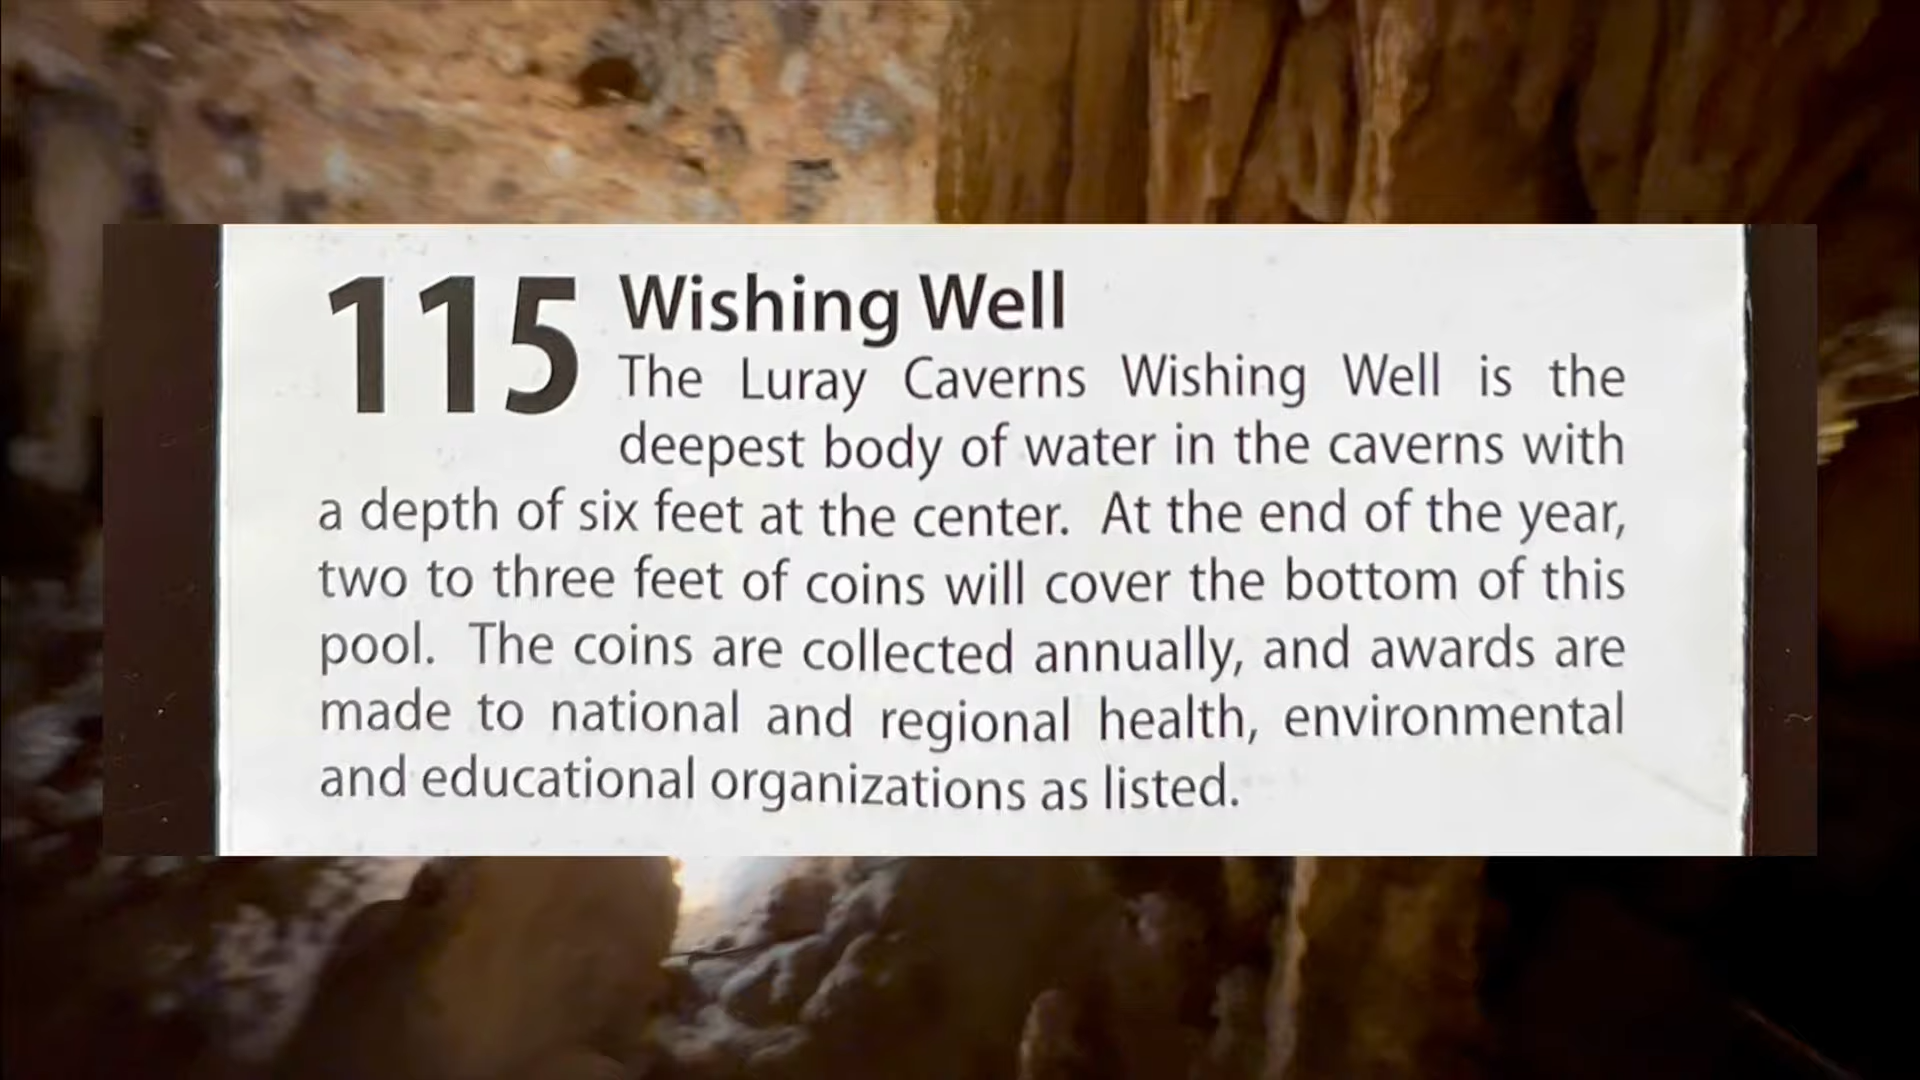 115 Wishing Well
The Luray Caverns Wishing Well is the
deepest body of water in the caverns with
a depth of six feet at the center. At the end of the year,
two to three feet of coins will cover the bottom of this
pool. The coins are collected annually, and awards are
made to national and regional health, environmental
and educational organizations as listed.